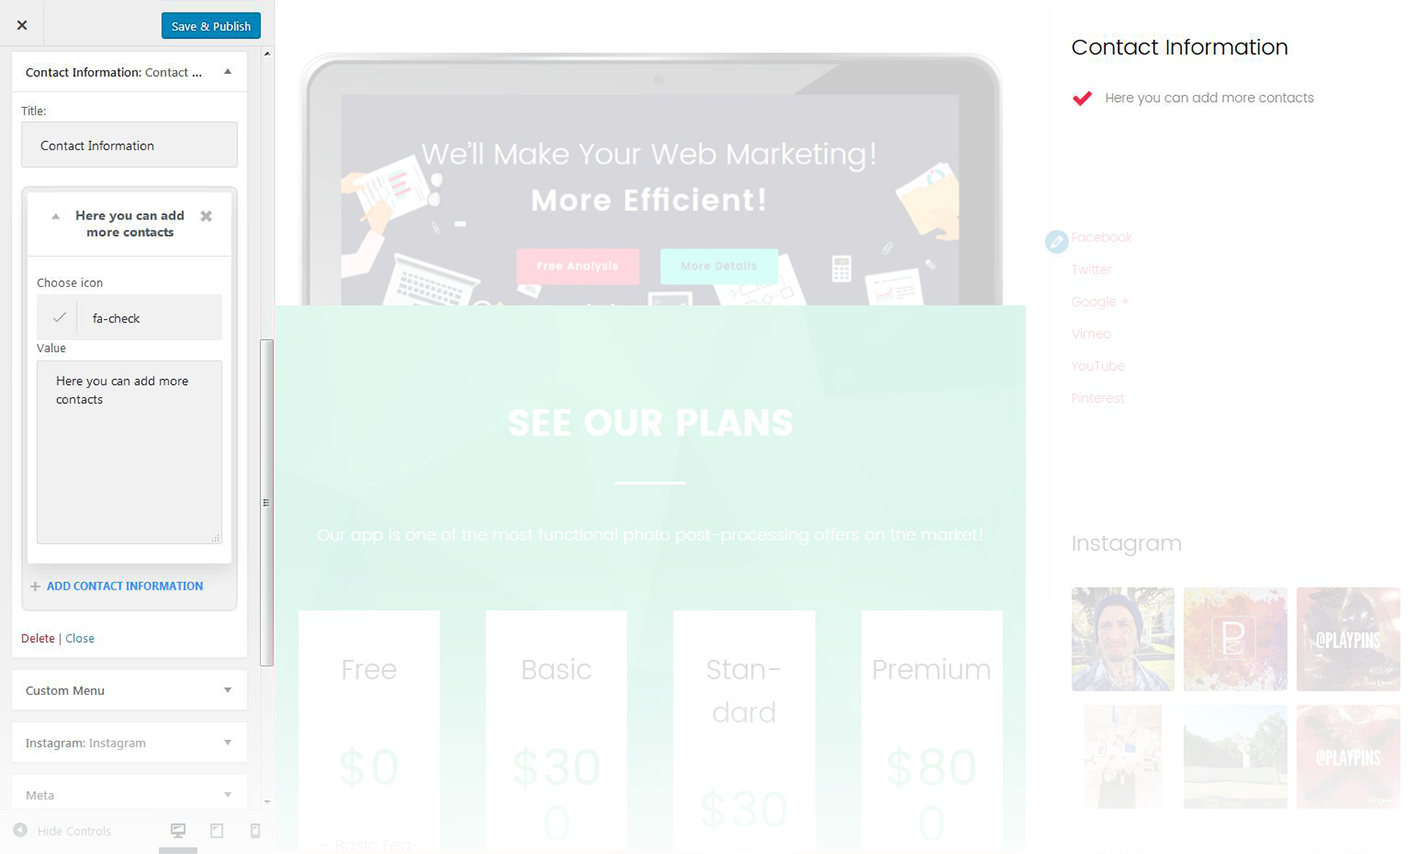 Save & Publish
Contact Information: Contact ...
Title:
Contact Information
Here you can add
more contacts
Choose icon
fa-check
Value
Here you can add more
contacts
ADD CONTACT INFORMATION
Delete | Close
Custom Menu
Instagram: Instagram
Meta
Hide Controls
We'll Make Your Web Marketing!
More Efficient!
Free Analysis
More Details
SEE OUR PLANS
Our app is one of the most functional photo post-processing offers on the market!
Free
$0
- Basic Fea-
Basic
$30
0
Stan-
dard
$30
Premium
$80
0
Contact Information
Here you can add more contacts
Facebook
Twitter
Google +
Vimeo
YouTube
Pinterest
Instagram
@PLAYPINS
@PLAYPINS